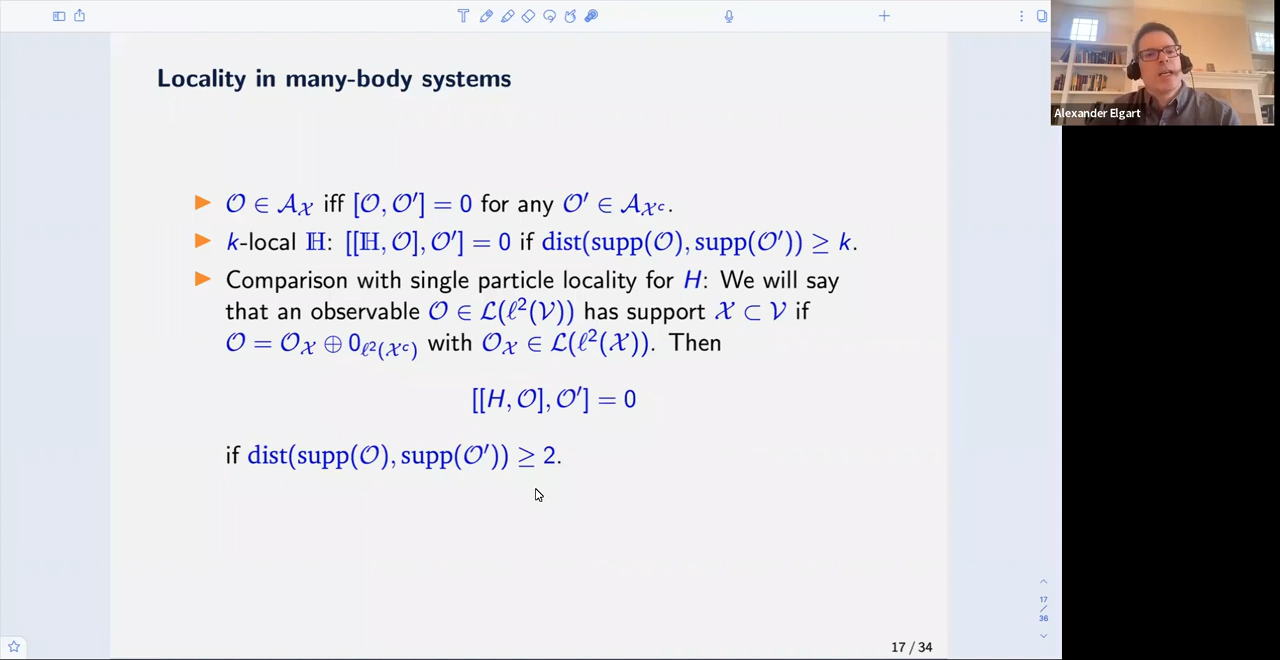 Locality in many-body systems
▶ 𝒪 ∈ 𝒜_𝒳 iff [𝒪, 𝒪′] = 0 for any 𝒪′ ∈ 𝒜_{𝒳ᶜ}.
▶ k-local ℍ: [[ℍ, 𝒪], 𝒪′] = 0 if dist(supp(𝒪), supp(𝒪′)) ≥ k.
▶ Comparison with single particle locality for H: We will say
that an observable 𝒪 ∈ ℒ(ℓ²(𝒱)) has support 𝒳 ⊂ 𝒱 if
𝒪 = 𝒪_𝒳 ⊕ 0_{ℓ²(𝒳ᶜ)} with 𝒪_𝒳 ∈ ℒ(ℓ²(𝒳)). Then
[[H, 𝒪], 𝒪′] = 0
if dist(supp(𝒪), supp(𝒪′)) ≥ 2.
17 / 34
17
/
36
Alexander Elgart